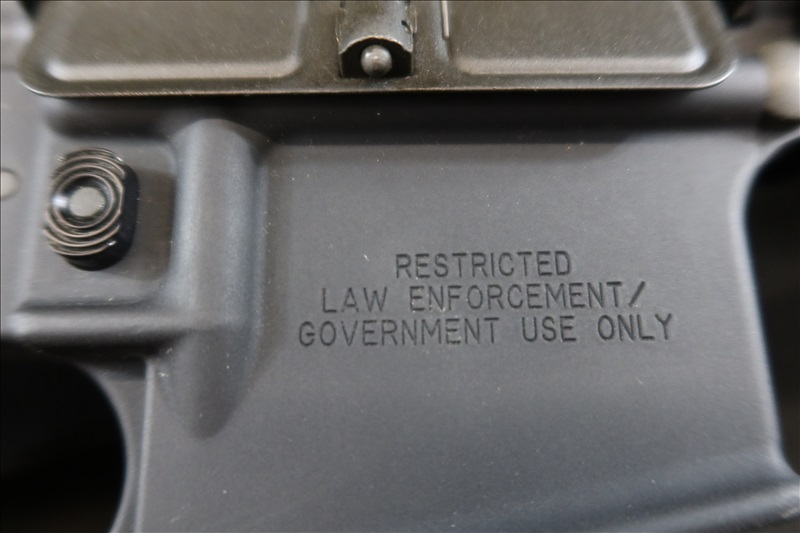 RESTRICTED
LAW ENFORCEMENT/
GOVERNMENT USE ONLY